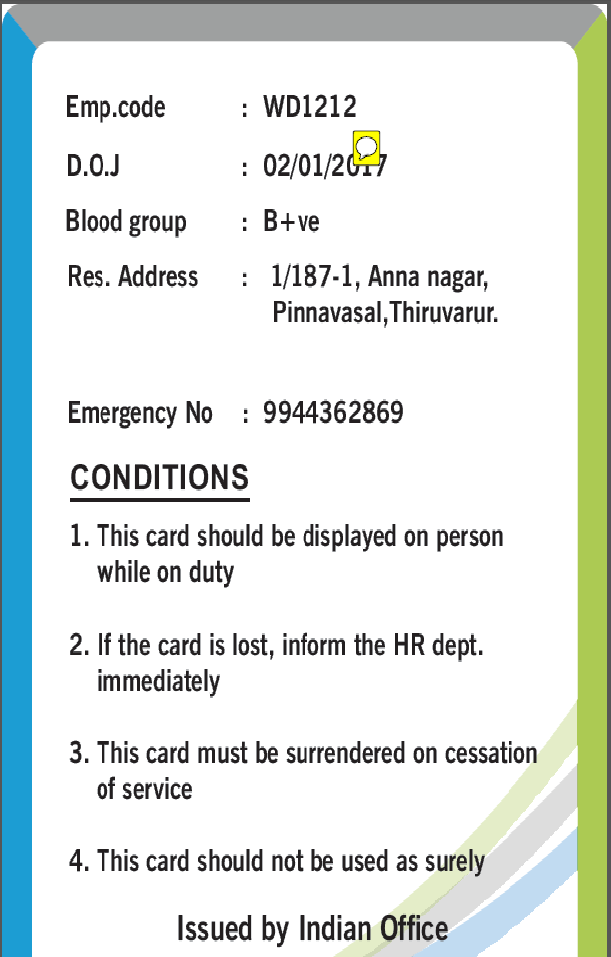 Emp.code : WD1212
D.O.J : 02/01/2017
Blood group : B+ve
Res. Address : 1/187-1, Anna nagar,
Pinnavasal,Thiruvarur.
Emergency No : 9944362869
CONDITIONS
1. This card should be displayed on person
while on duty
2. If the card is lost, inform the HR dept.
immediately
3. This card must be surrendered on cessation
of service
4. This card should not be used as surely
Issued by Indian Office